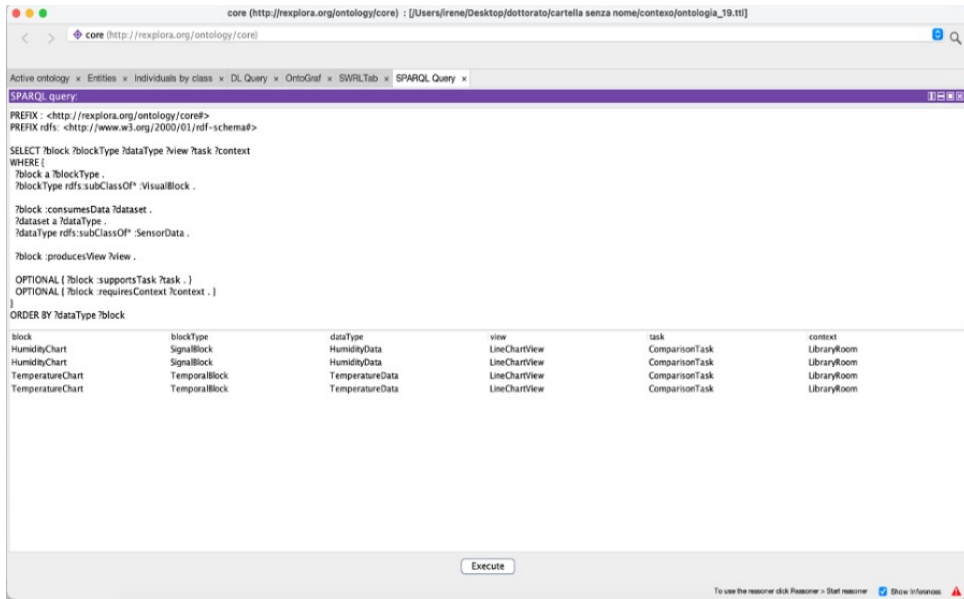 core (http://rexplora.org/ontology/core) : [/Users/irene/Desktop/dottorato/cartella senza nome/contexo/ontologia_19.ttl]
core (http://rexplora.org/ontology/core)
Active ontology × Entities × Individuals by class × DL Query × OntoGraf × SWRLTab × SPARQL Query ×
SPARQL query:
PREFIX : <http://rexplora.org/ontology/core#>
PREFIX rdfs: <http://www.w3.org/2000/01/rdf-schema#>
SELECT ?block ?blockType ?dataType ?view ?task ?context
WHERE {
?block a ?blockType .
?blockType rdfs:subClassOf* :VisualBlock .
?block :consumesData ?dataset .
?dataset a ?dataType .
?dataType rdfs:subClassOf* :SensorData .
?block :producesView ?view .
OPTIONAL { ?block :supportsTask ?task . }
OPTIONAL { ?block :requiresContext ?context . }
}
ORDER BY ?dataType ?block
block blockType dataType view task context
HumidityChart SignalBlock HumidityData LineChartView ComparisonTask LibraryRoom
HumidityChart SignalBlock HumidityData LineChartView ComparisonTask LibraryRoom
TemperatureChart TemporalBlock TemperatureData LineChartView ComparisonTask LibraryRoom
TemperatureChart TemporalBlock TemperatureData LineChartView ComparisonTask LibraryRoom
Execute
To use the reasoner click Reasoner > Start reasoner Show Inferences